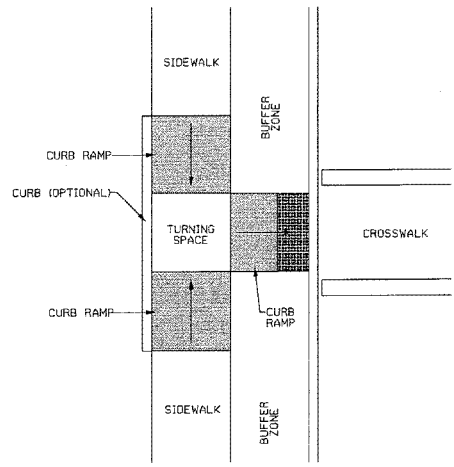 SIDEWALK
BUFFER
ZONE
CURB RAMP
CURB (OPTIONAL)
TURNING
SPACE
CROSSWALK
CURB RAMP
CURB
RAMP
SIDEWALK
BUFFER
ZONE